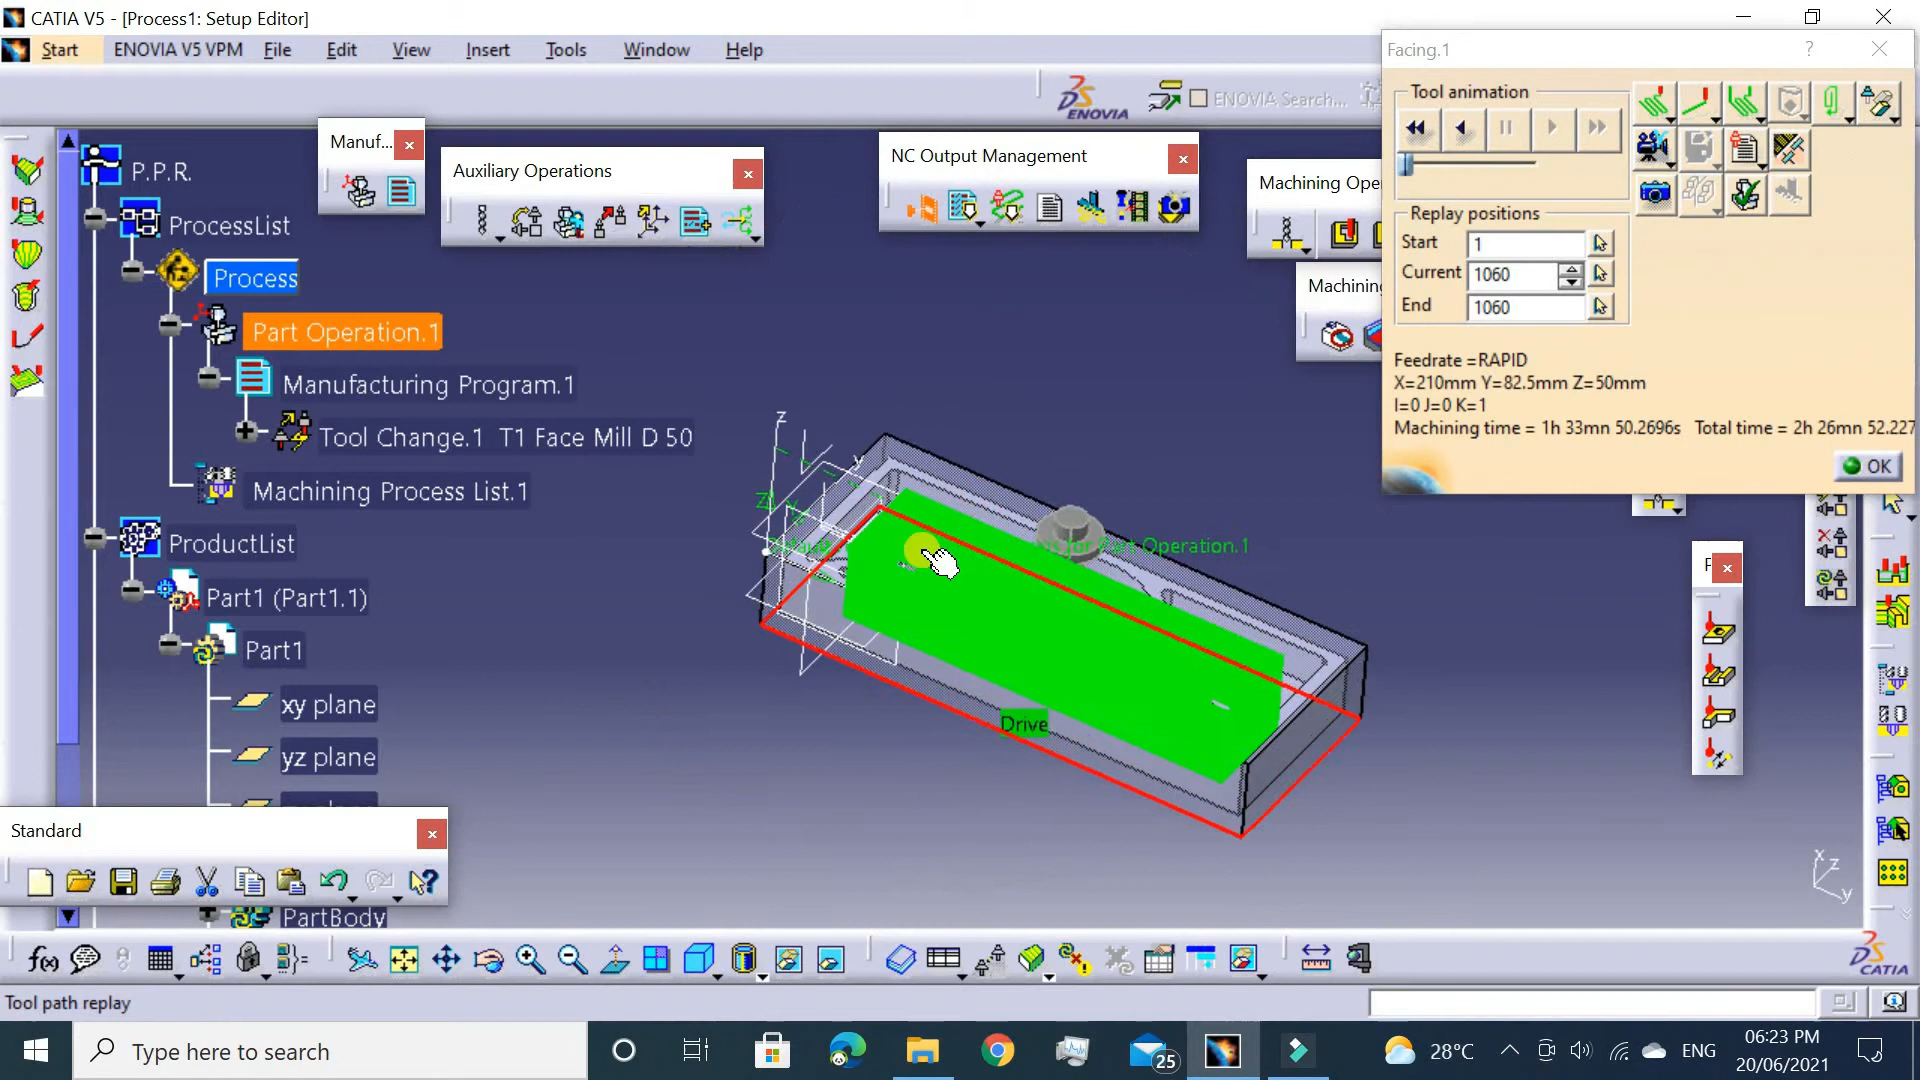 CATIA V5 - [Process1: Setup Editor]
Start ENOVIA V5 VPM File Edit View Insert Tools Window Help
ENOVIA
ENOVIA Search...
Facing.1
Tool animation
Replay positions
Start 1
Current 1060
End 1060
Feedrate =RAPID
X=210mm Y=82.5mm Z=50mm
I=0 J=0 K=1
Machining time = 1h 33mn 50.2696s Total time = 2h 26mn 52.227
OK
Manuf...
Auxiliary Operations
NC Output Management
Machining Ope
Machining
P.P.R.
ProcessList
Process
Part Operation.1
Manufacturing Program.1
Tool Change.1 T1 Face Mill D 50
Machining Process List.1
ProductList
Part1 (Part1.1)
Part1
xy plane
yz plane
PartBody
Standard
z
y
Part Operation.1
Drive
x
z
y
f(x)
CATIA
Tool path replay
Type here to search
25
28°C
ENG
06:23 PM
20/06/2021